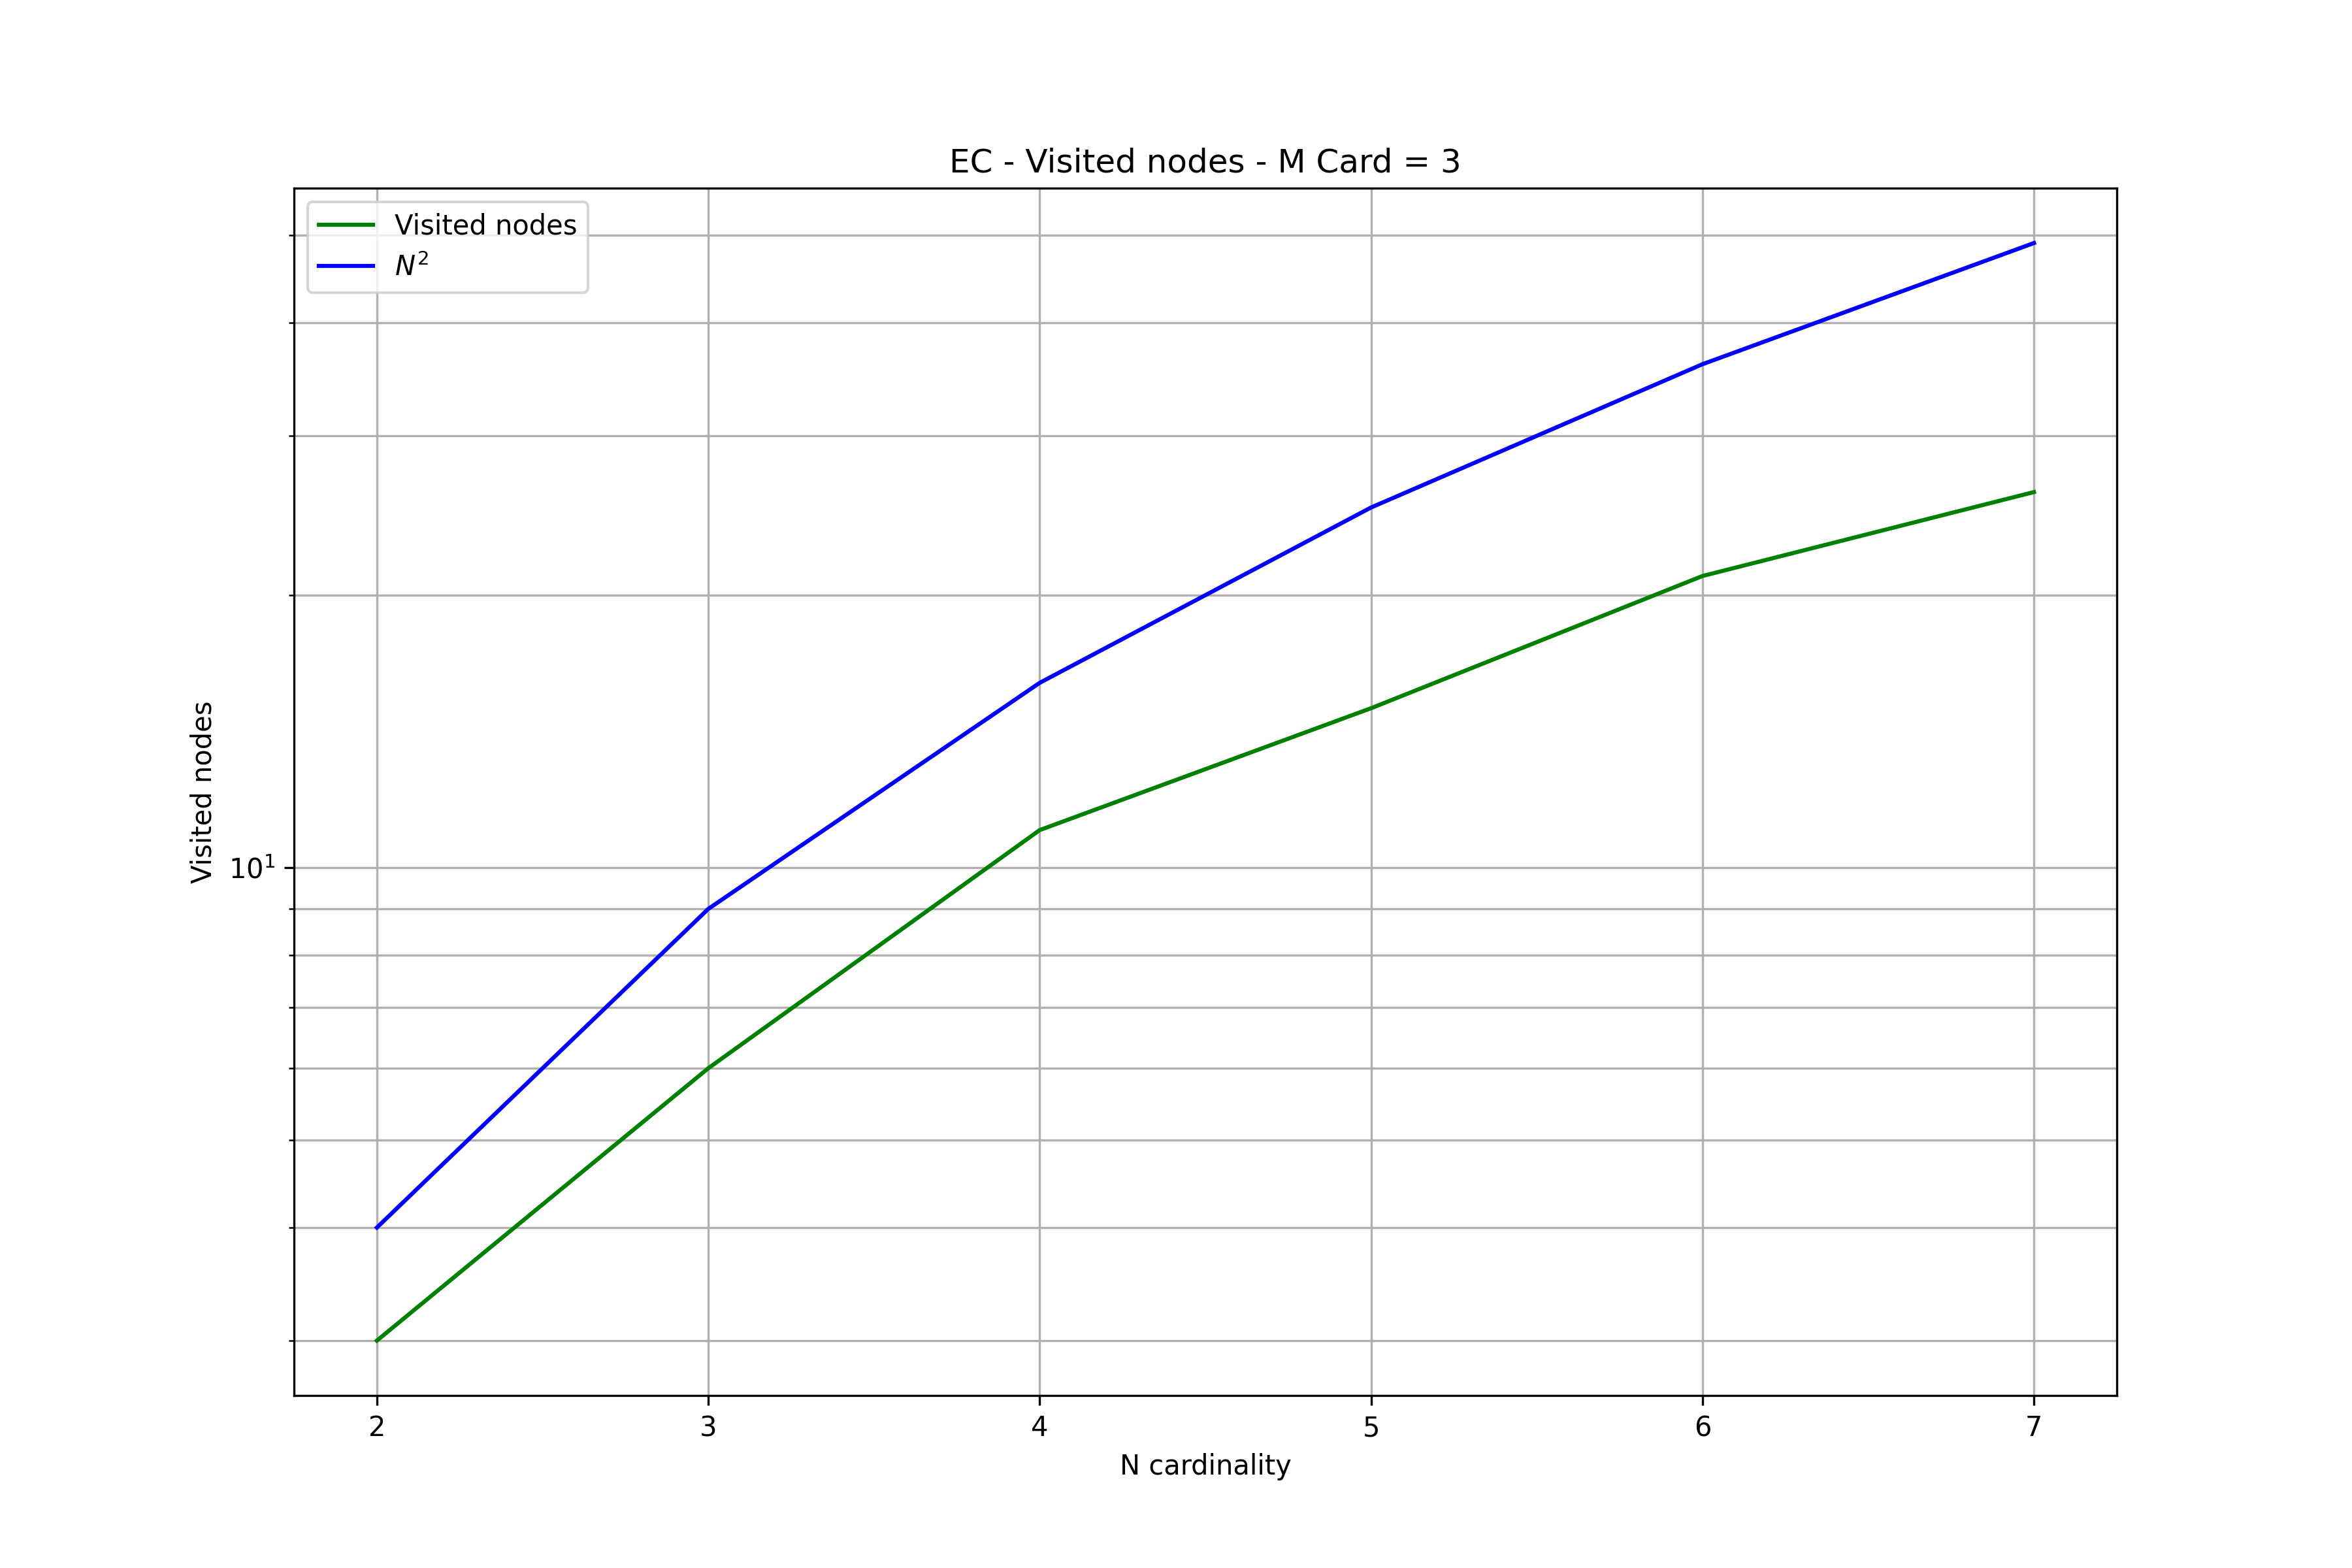 EC - Visited nodes - M Card = 3
Visited nodes
N²
Visited nodes
10¹
2 3 4 5 6 7
N cardinality